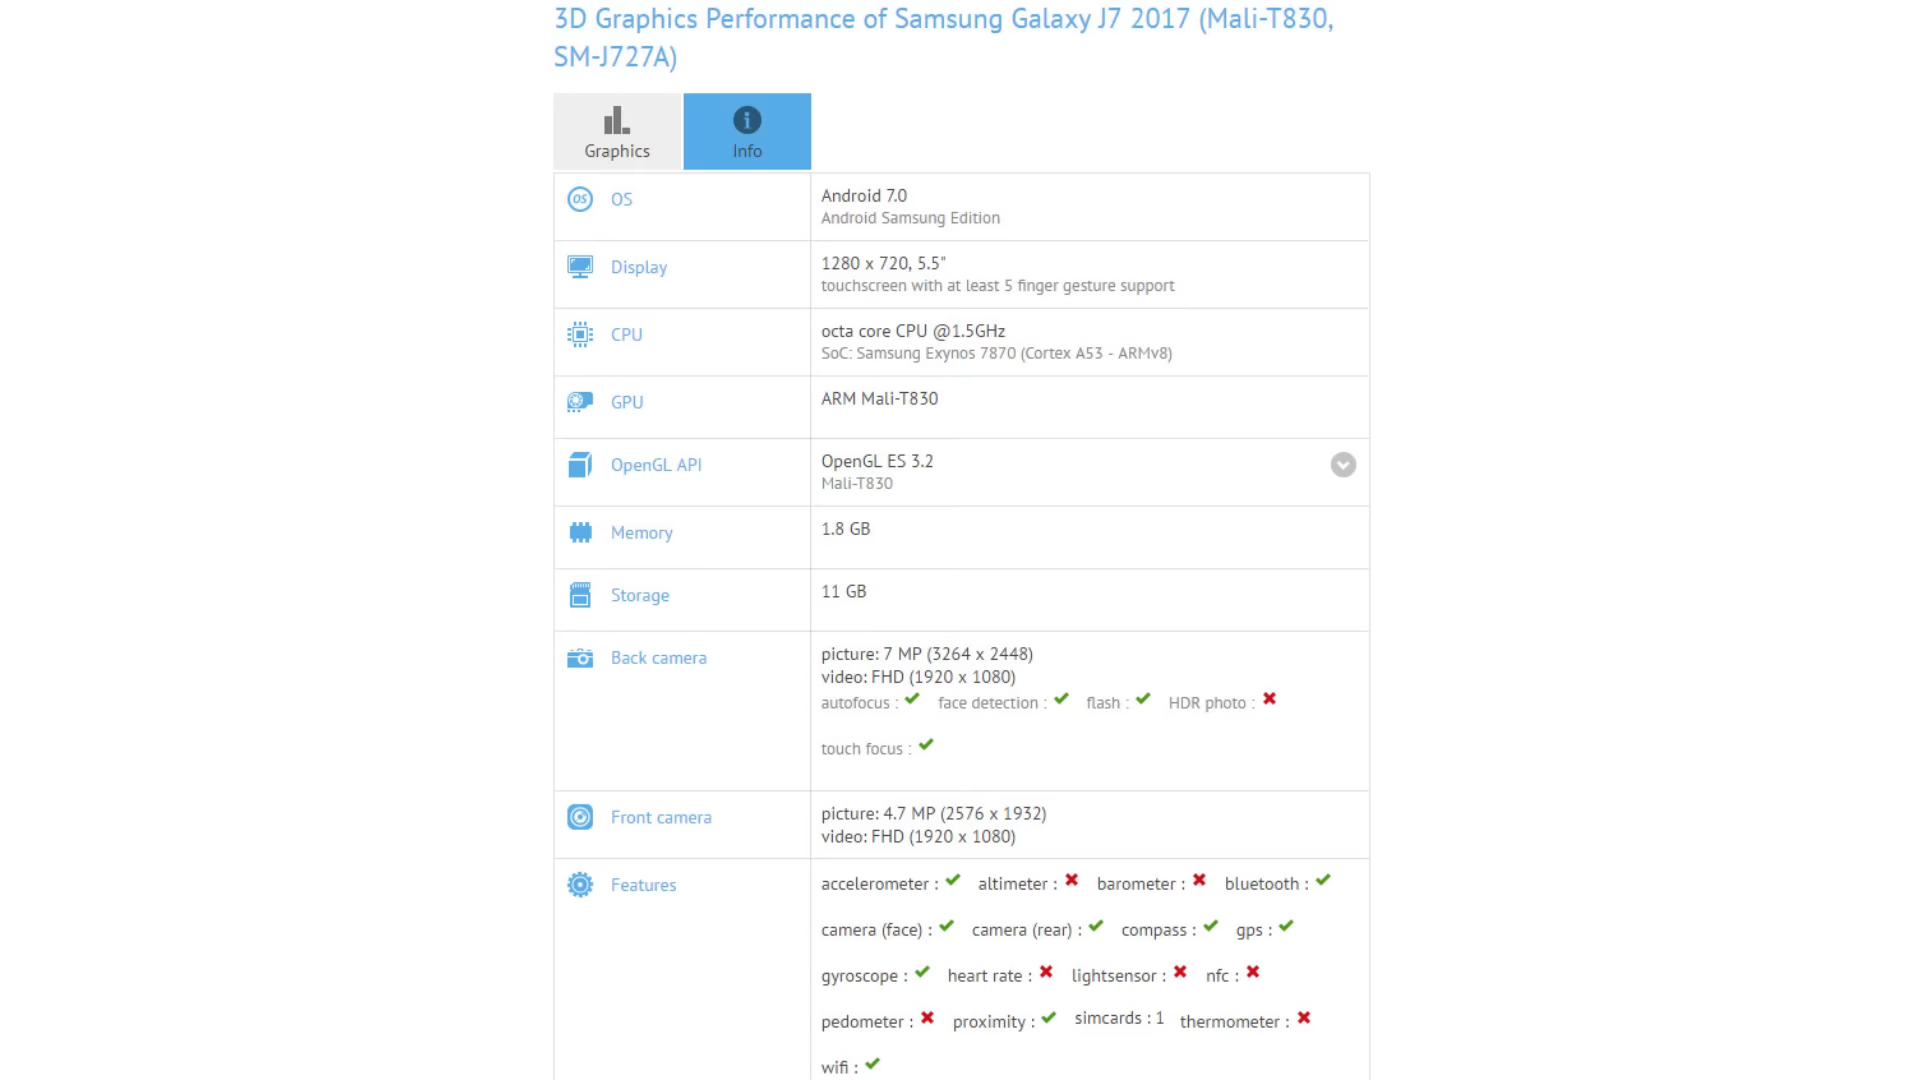 3D Graphics Performance of Samsung Galaxy J7 2017 (Mali-T830,
SM-J727A)
Graphics
Info
OS
Android 7.0
Android Samsung Edition
Display
1280 x 720, 5.5"
touchscreen with at least 5 finger gesture support
CPU
octa core CPU @1.5GHz
SoC: Samsung Exynos 7870 (Cortex A53 - ARMv8)
GPU
ARM Mali-T830
OpenGL API
OpenGL ES 3.2
Mali-T830
Memory
1.8 GB
Storage
11 GB
Back camera
picture: 7 MP (3264 x 2448)
video: FHD (1920 x 1080)
autofocus : face detection : flash : HDR photo :
touch focus :
Front camera
picture: 4.7 MP (2576 x 1932)
video: FHD (1920 x 1080)
Features
accelerometer : altimeter : barometer : bluetooth :
camera (face) : camera (rear) : compass : gps :
gyroscope : heart rate : lightsensor : nfc :
pedometer : proximity : simcards : 1 thermometer :
wifi :